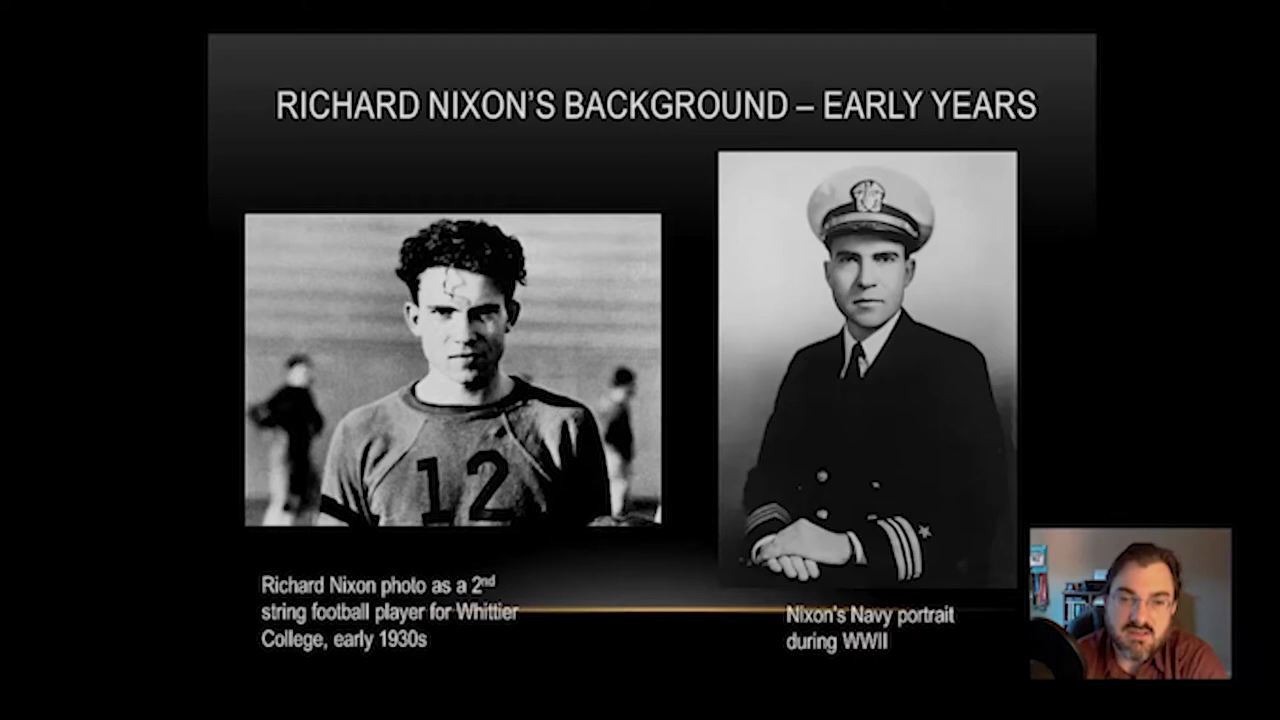 RICHARD NIXON'S BACKGROUND – EARLY YEARS
12
Richard Nixon photo as a 2nd
string football player for Whittier
College, early 1930s
Nixon's Navy portrait
during WWII